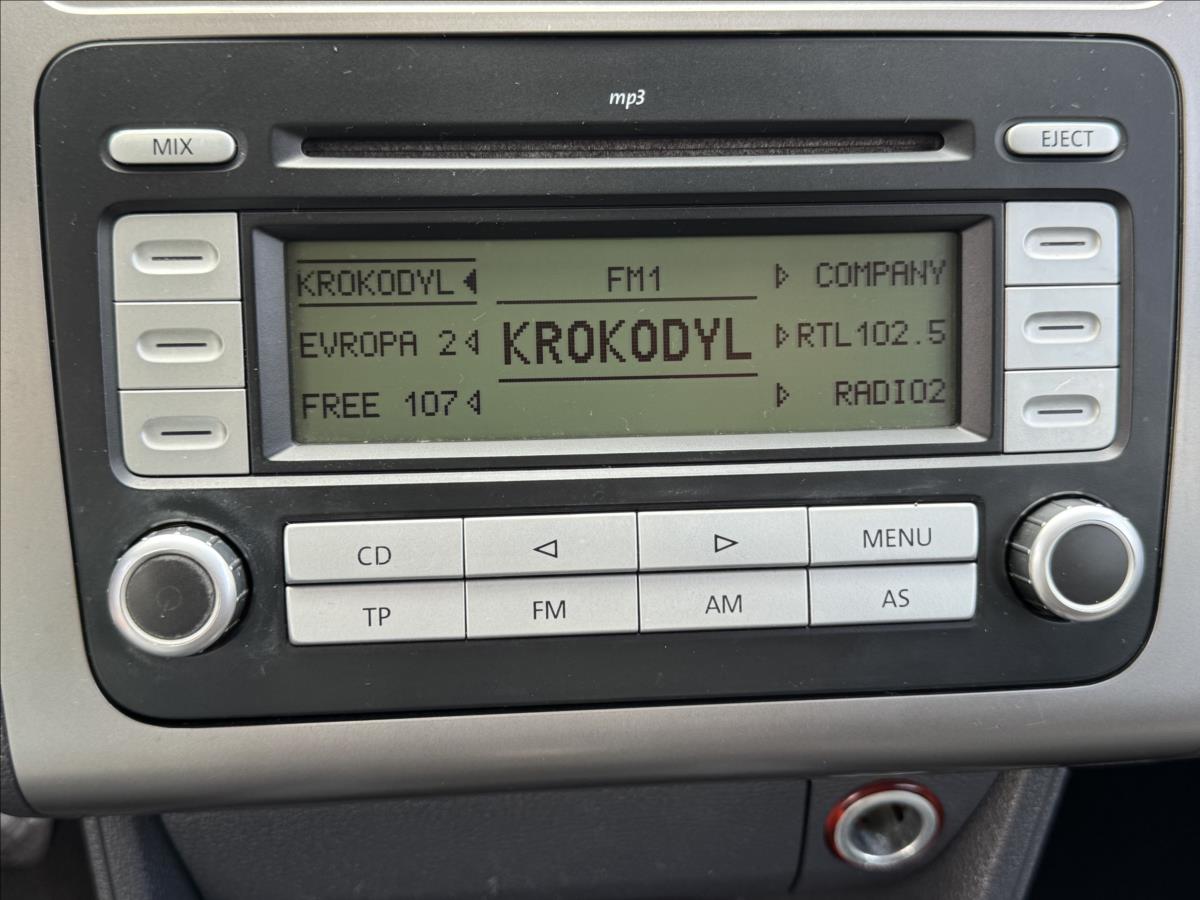 mp3
MIX
EJECT
KROKODYL
FM1
COMPANY
EVROPA 2
KROKODYL
RTL102.5
FREE 107
RADIO2
CD
MENU
TP
FM
AM
AS